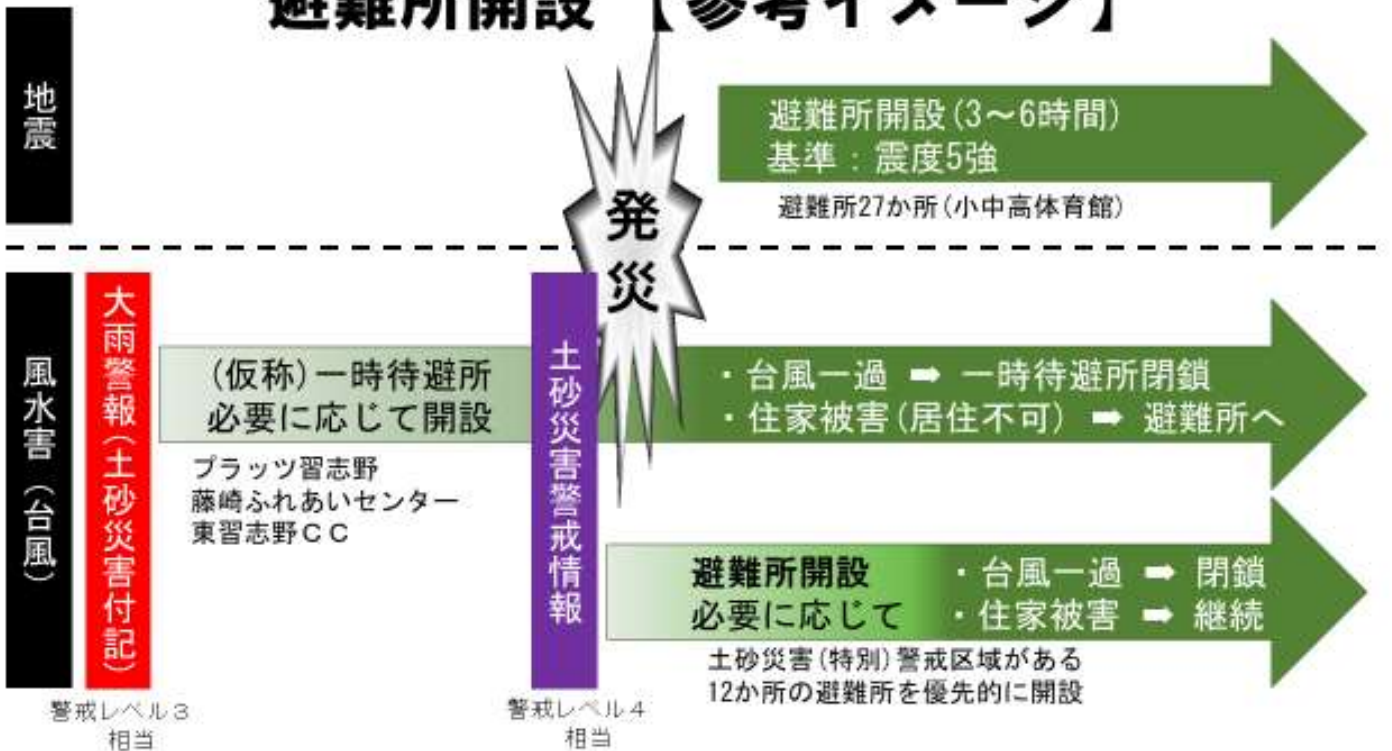 避難所開設 【参考イメージ】
地震
発災
避難所開設(3～6時間)
基準：震度5強
避難所27か所(小中高体育館)
風水害（台風）
大雨警報（土砂災害付記）
(仮称)一時待避所
必要に応じて開設
プラッツ習志野
藤崎ふれあいセンター
東習志野ＣＣ
土砂災害警戒情報
・台風一過 ➡ 一時待避所閉鎖
・住家被害(居住不可) ➡ 避難所へ
避難所開設
必要に応じて
・台風一過 ➡ 閉鎖
・住家被害 ➡ 継続
土砂災害(特別)警戒区域がある
12か所の避難所を優先的に開設
警戒レベル３
相当
警戒レベル４
相当